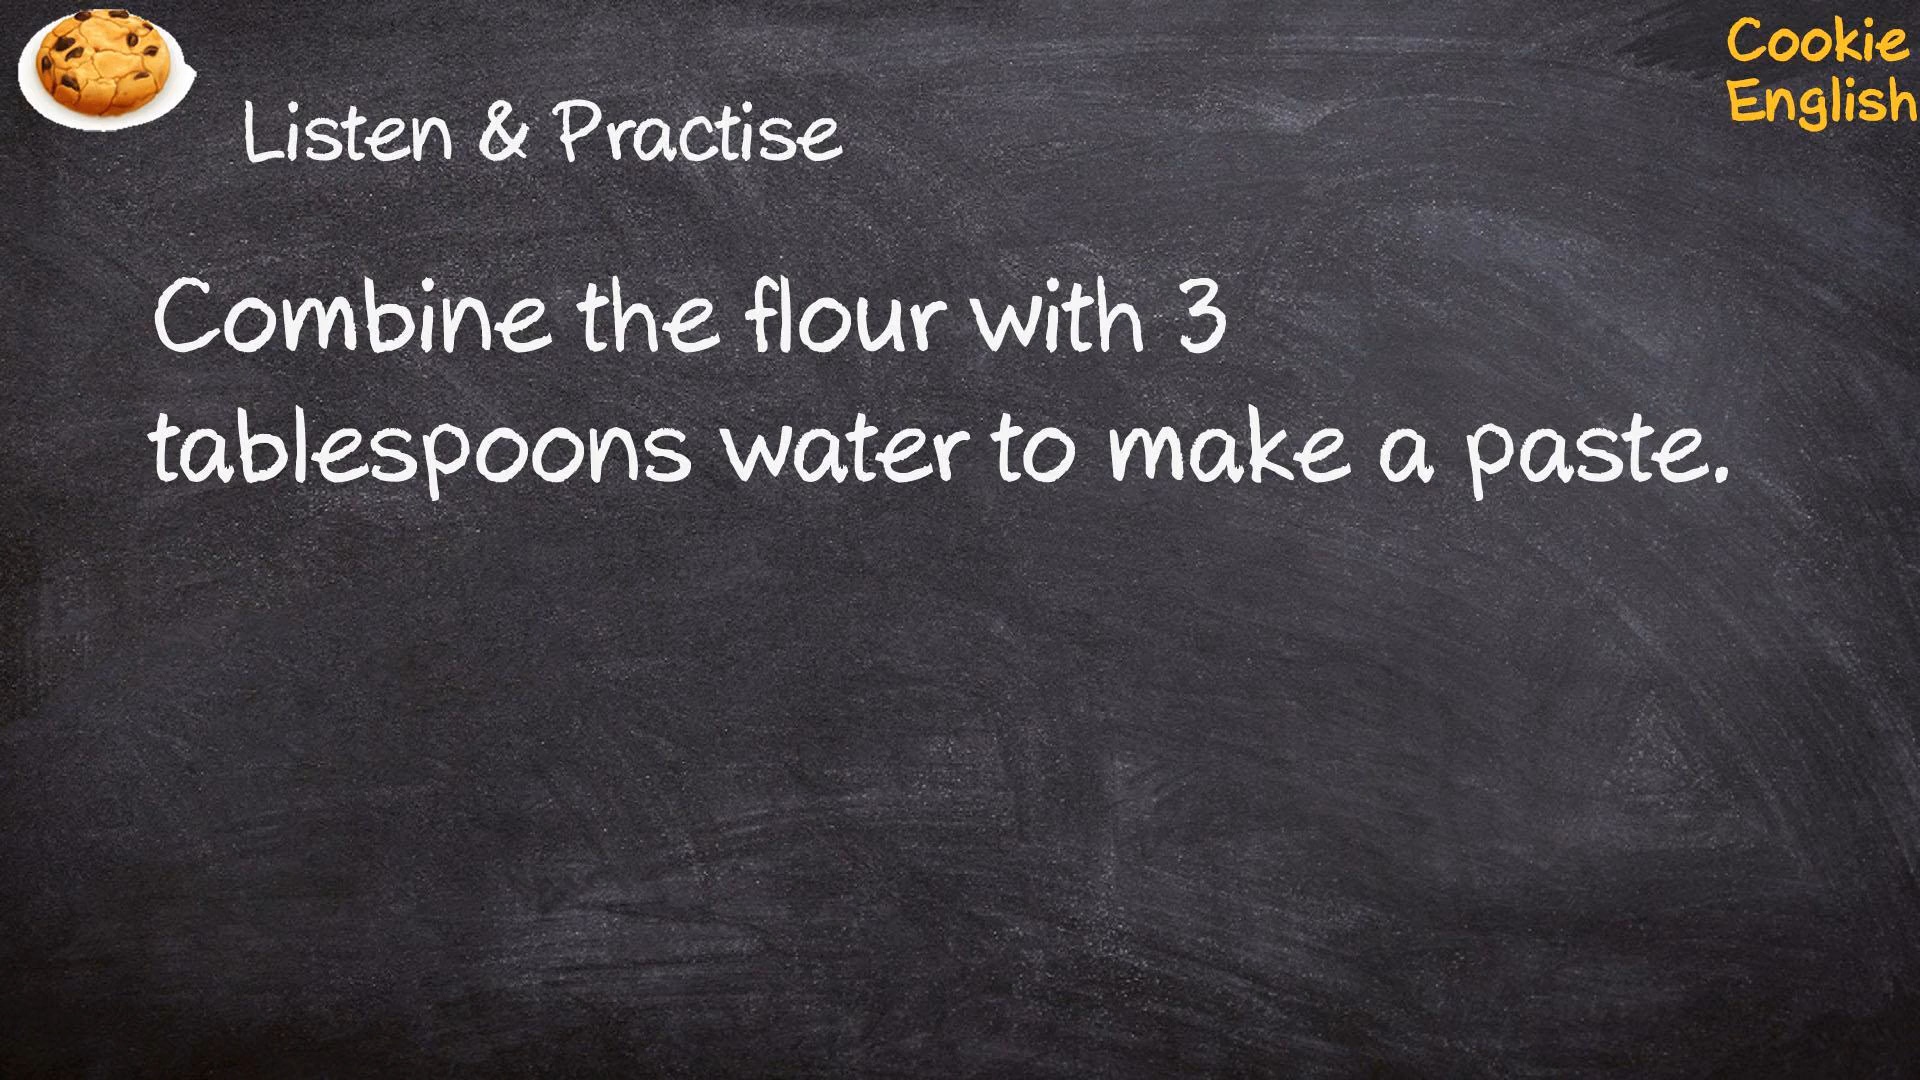 Cookie
English
Listen & Practise
Combine the flour with 3
tablespoons water to make a paste.